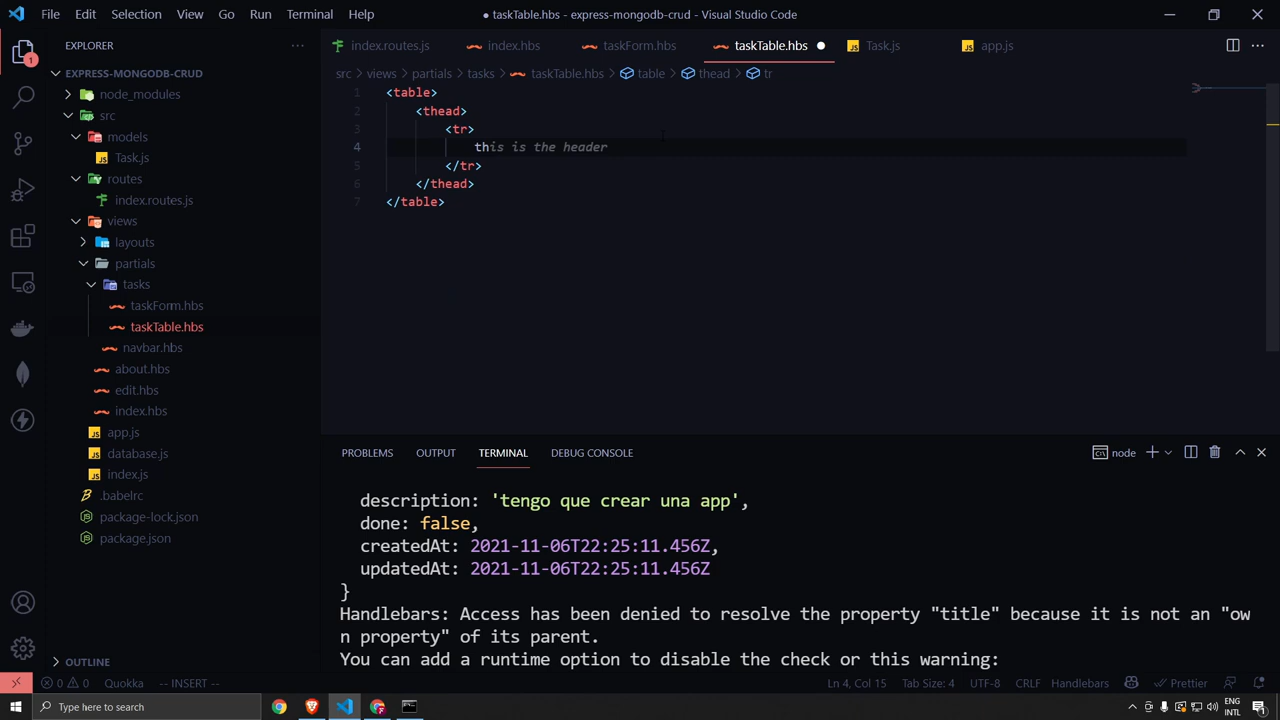 File Edit Selection View Go Run Terminal Help
taskTable.hbs - express-mongodb-crud - Visual Studio Code
EXPLORER
index.routes.js index.hbs taskForm.hbs taskTable.hbs Task.js app.js
EXPRESS-MONGODB-CRUD
src > views > partials > tasks > taskTable.hbs > table > thead > tr
node_modules
src
models
Task.js
routes
index.routes.js
views
layouts
partials
tasks
taskForm.hbs
taskTable.hbs
navbar.hbs
about.hbs
edit.hbs
index.hbs
app.js
database.js
index.js
.babelrc
package-lock.json
package.json
OUTLINE
1 <table>
2 <thead>
3 <tr>
4 this is the header
5 </tr>
6 </thead>
7 </table>
PROBLEMS OUTPUT TERMINAL DEBUG CONSOLE
node
description: 'tengo que crear una app',
done: false,
createdAt: 2021-11-06T22:25:11.456Z,
updatedAt: 2021-11-06T22:25:11.456Z
}
Handlebars: Access has been denied to resolve the property "title" because it is not an "ow
n property" of its parent.
You can add a runtime option to disable the check or this warning:
0 0 Quokka -- INSERT -- Ln 4, Col 15 Tab Size: 4 UTF-8 CRLF Handlebars Prettier
Type here to search
ENG
INTL
1